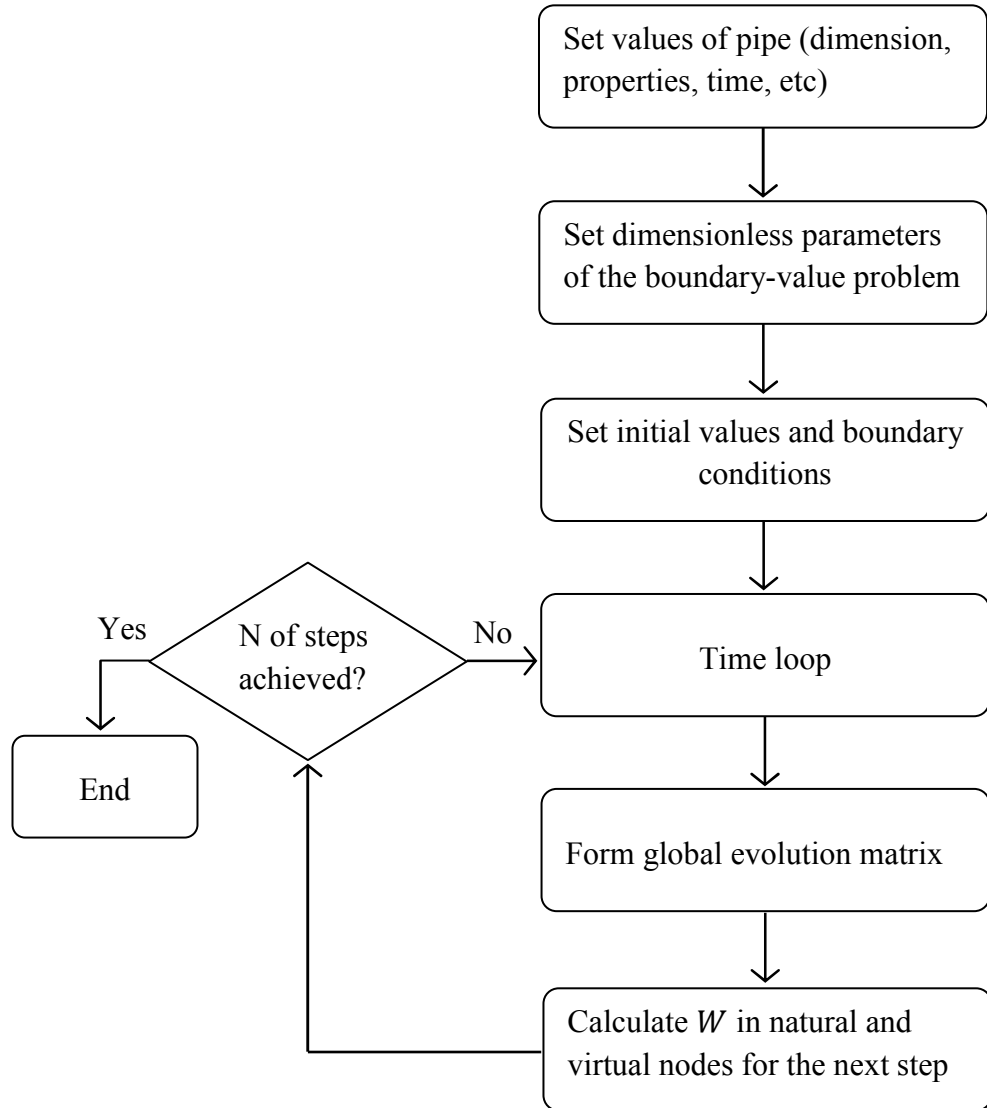 Set values of pipe (dimension,
properties, time, etc)
Set dimensionless parameters
of the boundary-value problem
Set initial values and boundary
conditions
Yes
N of steps
achieved?
No
Time loop
End
Form global evolution matrix
Calculate W in natural and
virtual nodes for the next step